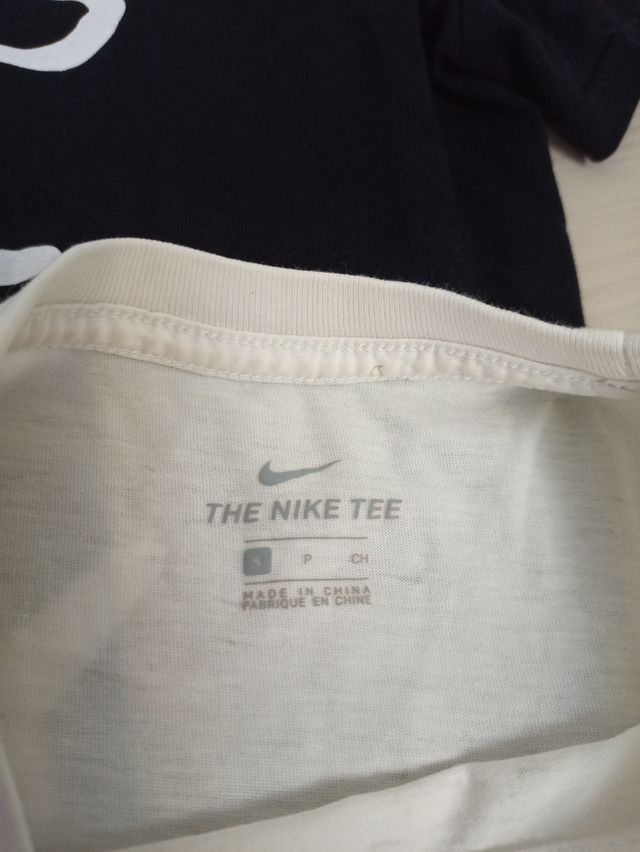 THE NIKE TEE
S P CH
MADE IN CHINA
FABRIQUE EN CHINE